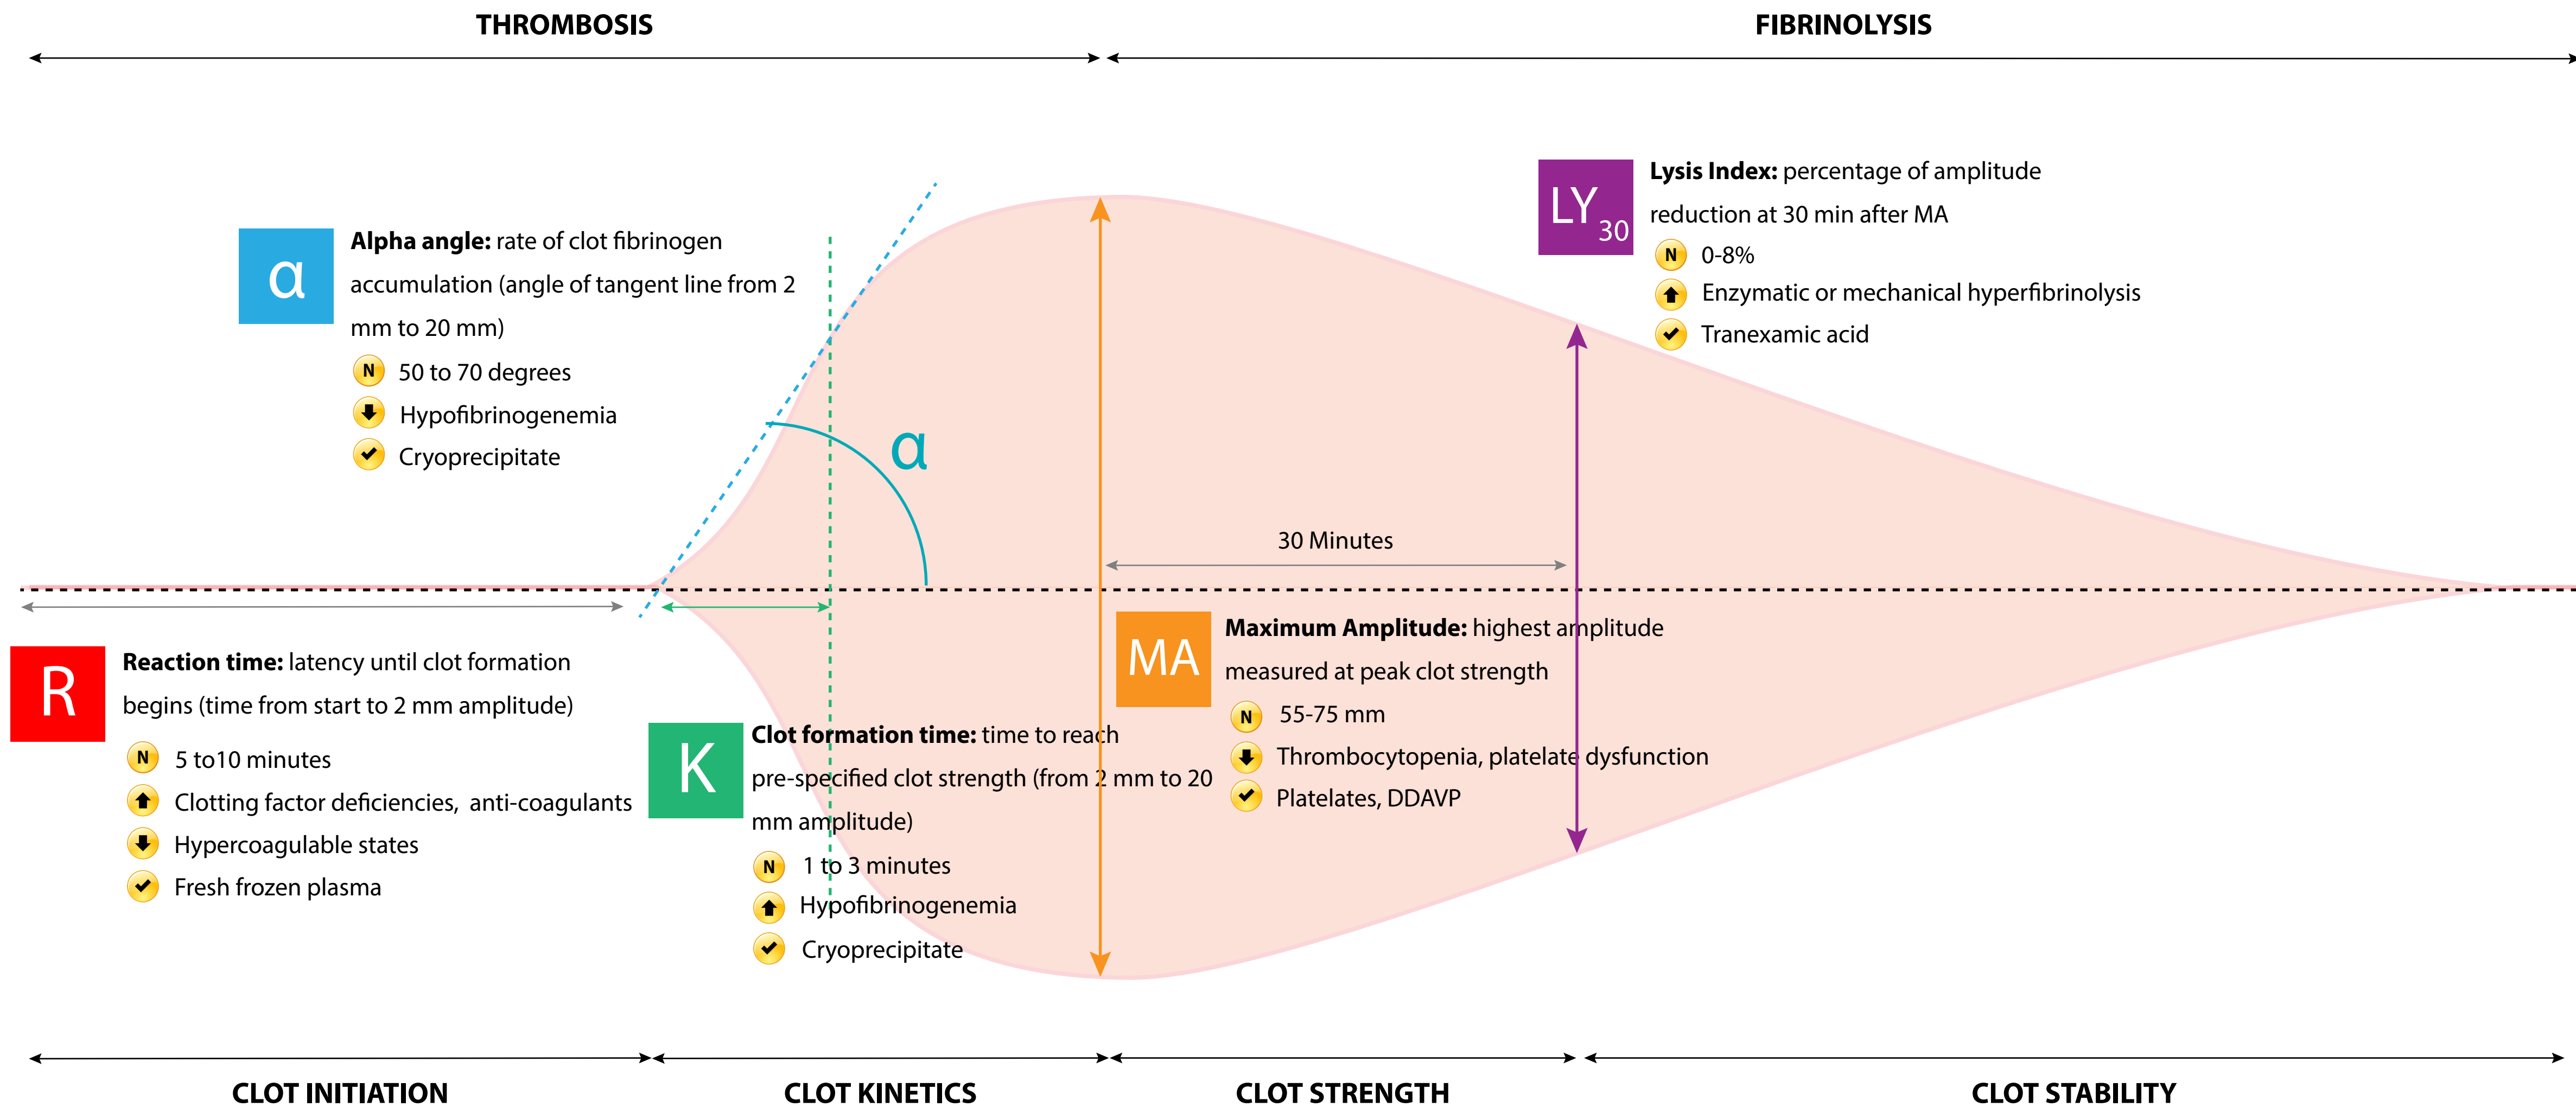 THROMBOSIS
FIBRINOLYSIS
α
Alpha angle: rate of clot fibrinogen
accumulation (angle of tangent line from 2
mm to 20 mm)
N 50 to 70 degrees
Hypofibrinogenemia
Cryoprecipitate
α
LY30
Lysis Index: percentage of amplitude
reduction at 30 min after MA
N 0-8%
Enzymatic or mechanical hyperfibrinolysis
Tranexamic acid
30 Minutes
R
Reaction time: latency until clot formation
begins (time from start to 2 mm amplitude)
N 5 to10 minutes
Clotting factor deficiencies, anti-coagulants
Hypercoagulable states
Fresh frozen plasma
K
Clot formation time: time to reach
pre-specified clot strength (from 2 mm to 20
mm amplitude)
N 1 to 3 minutes
Hypofibrinogenemia
Cryoprecipitate
MA
Maximum Amplitude: highest amplitude
measured at peak clot strength
N 55-75 mm
Thrombocytopenia, platelate dysfunction
Platelates, DDAVP
CLOT INITIATION
CLOT KINETICS
CLOT STRENGTH
CLOT STABILITY